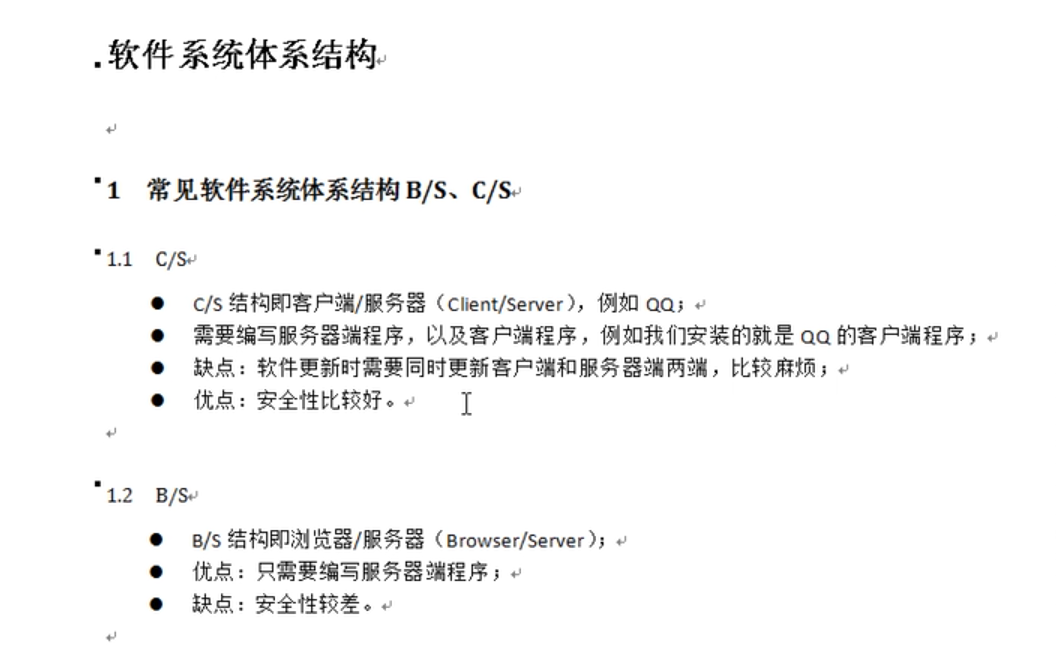 软件系统体系结构
1 常见软件系统体系结构 B/S、C/S
1.1 C/S
● C/S 结构即客户端/服务器（Client/Server），例如 QQ；
● 需要编写服务器端程序，以及客户端程序，例如我们安装的就是 QQ 的客户端程序；
● 缺点：软件更新时需要同时更新客户端和服务器端两端，比较麻烦；
● 优点：安全性比较好。
1.2 B/S
● B/S 结构即浏览器/服务器（Browser/Server）；
● 优点：只需要编写服务器端程序；
● 缺点：安全性较差。